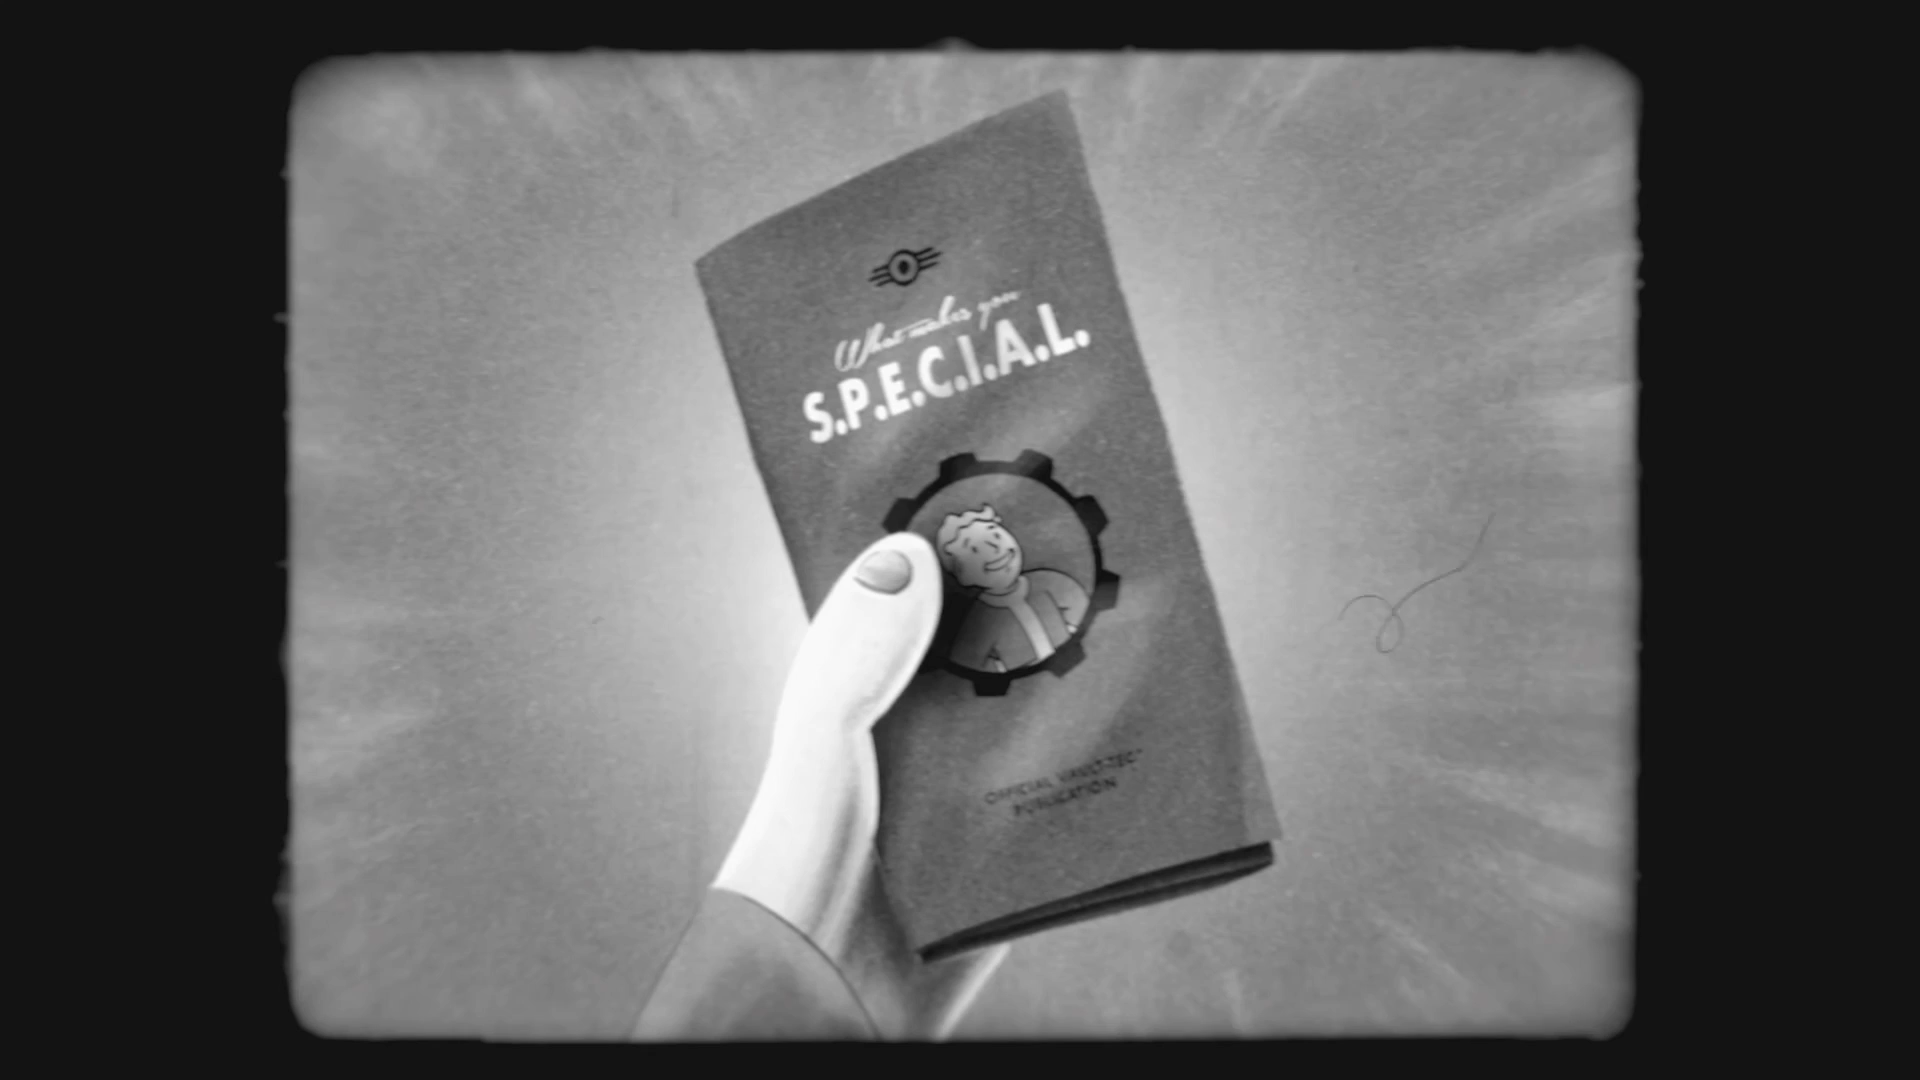 What makes you
S.P.E.C.I.A.L.
OFFICIAL VAULT-TEC
PUBLICATION